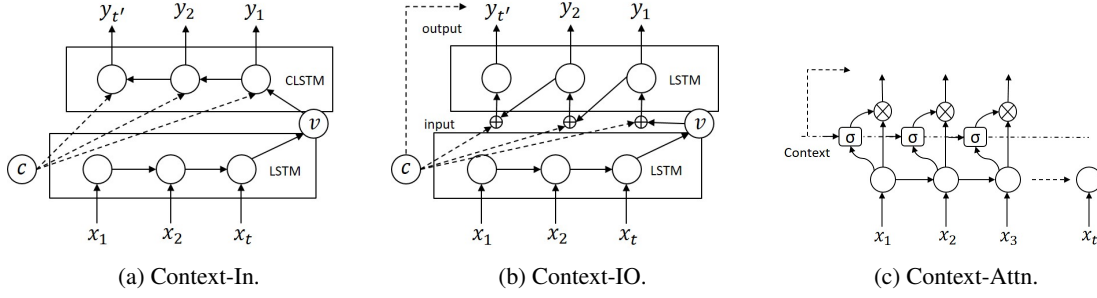 y_{t'} y_2 y_1
CLSTM
v
c
LSTM
x_1 x_2 x_t
(a) Context-In.
y_{t'} y_2 y_1
output
LSTM
input
v
c
LSTM
x_1 x_2 x_t
(b) Context-IO.
σ σ σ
Context
x_1 x_2 x_3 x_t
(c) Context-Attn.